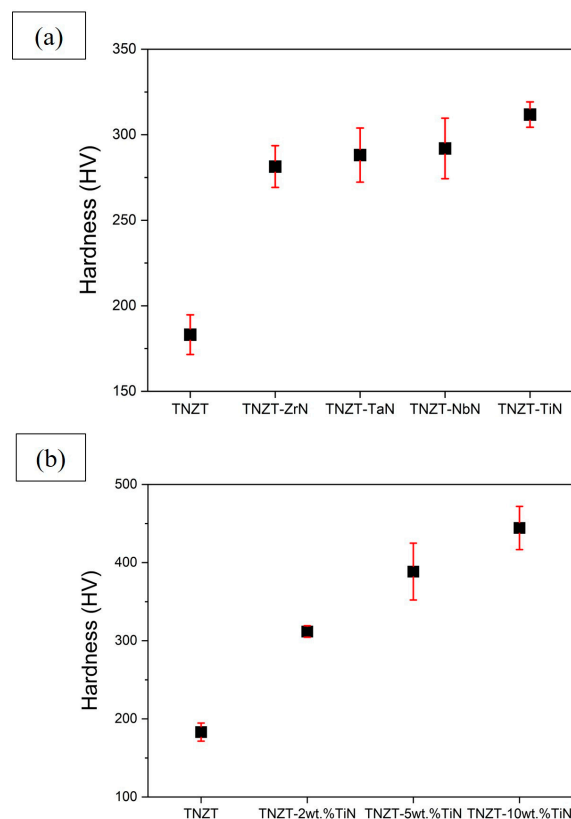 (a)
350
300
250
200
150
Hardness (HV)
TNZT TNZT-ZrN TNZT-TaN TNZT-NbN TNZT-TiN
(b)
500
400
300
200
100
Hardness (HV)
TNZT TNZT-2wt.%TiN TNZT-5wt.%TiN TNZT-10wt.%TiN